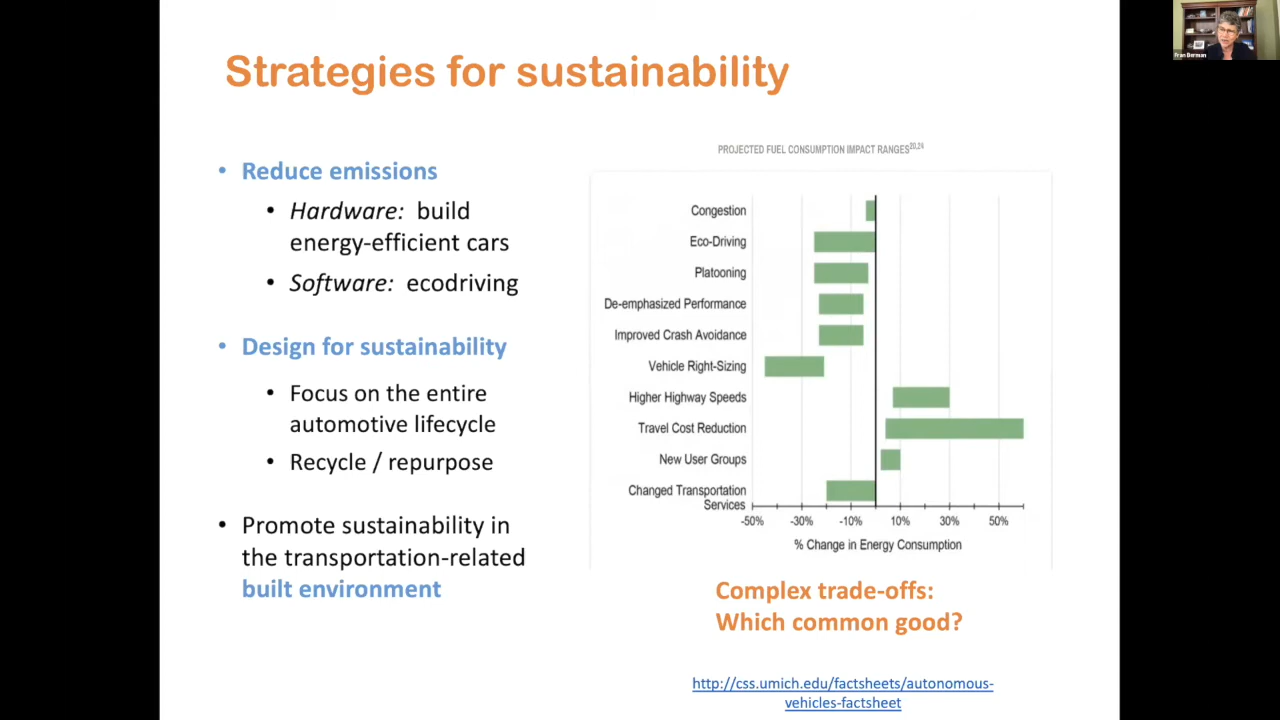 Strategies for sustainability
• Reduce emissions
• Hardware: build
energy-efficient cars
• Software: ecodriving
• Design for sustainability
• Focus on the entire
automotive lifecycle
• Recycle / repurpose
• Promote sustainability in
the transportation-related
built environment
PROJECTED FUEL CONSUMPTION IMPACT RANGES20,24
Congestion
Eco-Driving
Platooning
De-emphasized Performance
Improved Crash Avoidance
Vehicle Right-Sizing
Higher Highway Speeds
Travel Cost Reduction
New User Groups
Changed Transportation
Services
-50% -30% -10% 10% 30% 50%
% Change in Energy Consumption
Complex trade-offs:
Which common good?
http://css.umich.edu/factsheets/autonomous-
vehicles-factsheet
Fran Berman